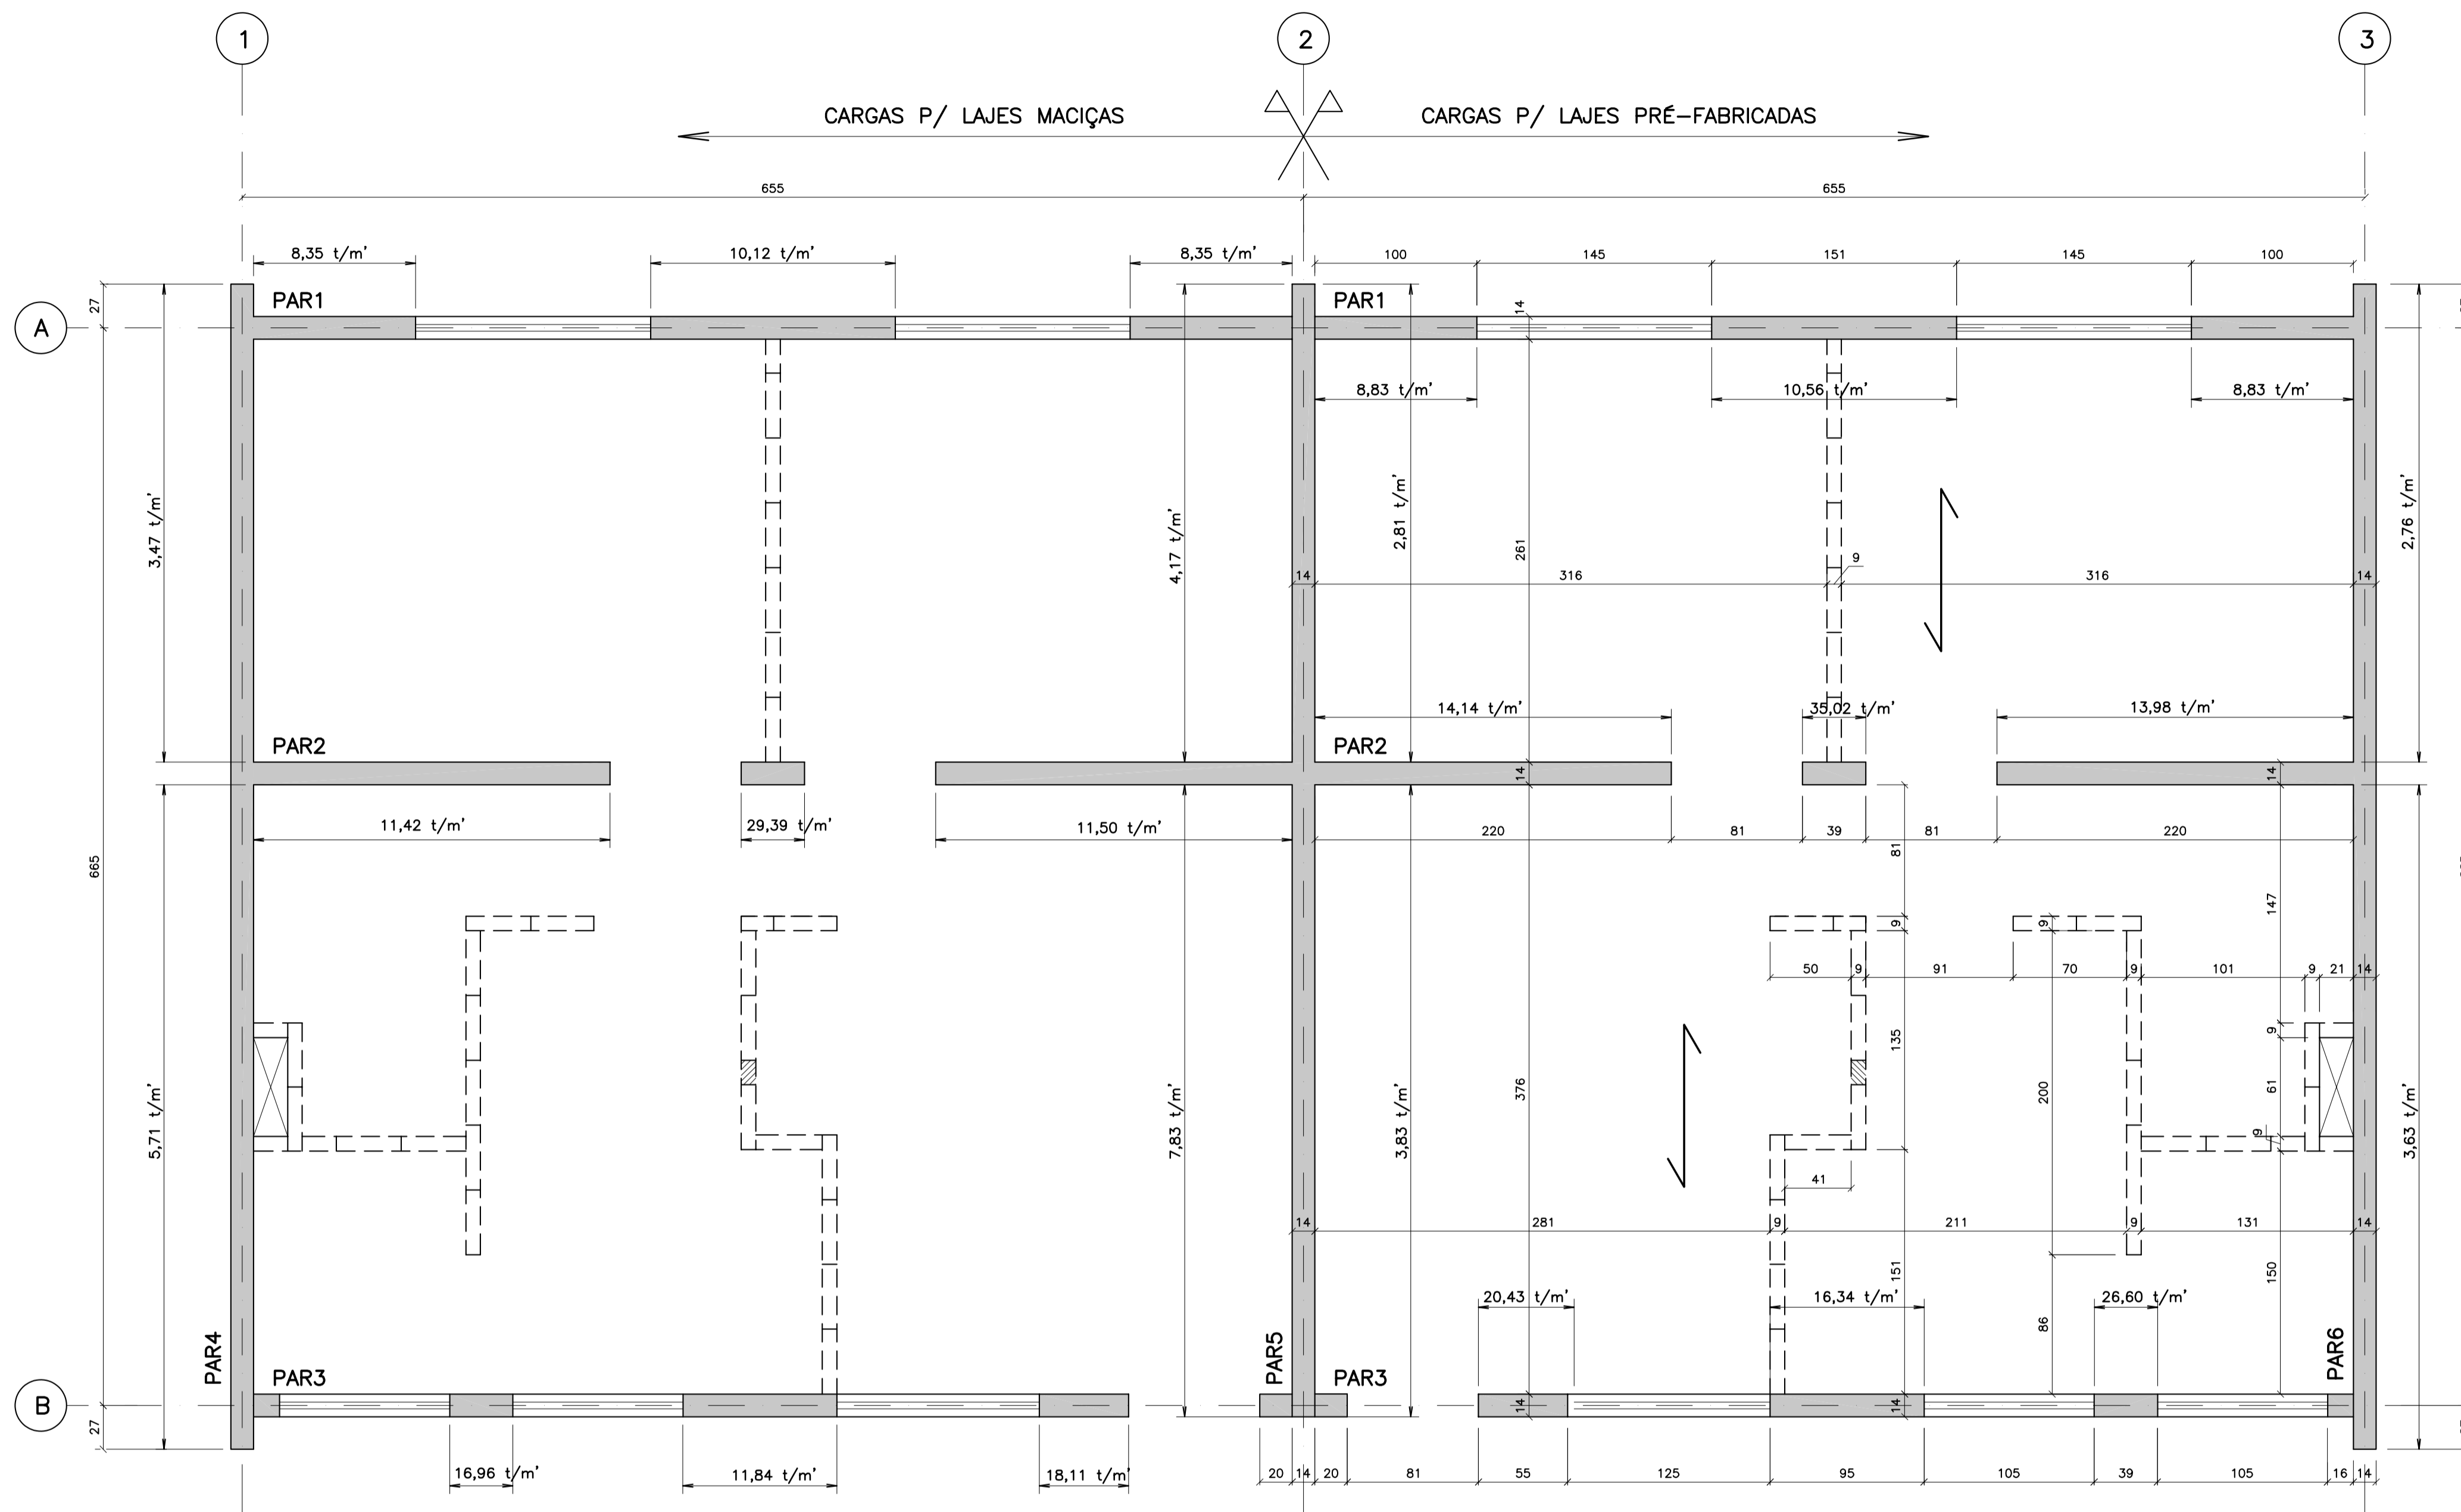 1
2
3
CARGAS P/ LAJES MACIÇAS
CARGAS P/ LAJES PRÉ-FABRICADAS
655
655
8,35 t/m'
10,12 t/m'
8,35 t/m'
100
145
151
145
100
27
PAR1
PAR1
14
A
8,83 t/m'
10,56 t/m'
8,83 t/m'
3,47 t/m'
4,17 t/m'
2,81 t/m'
261
2,76 t/m'
9
14
316
316
14
14,14 t/m'
35,02 t/m'
13,98 t/m'
PAR2
PAR2
14
14
11,42 t/m'
29,39 t/m'
11,50 t/m'
220
81
39
81
220
665
81
147
9
9
50
9
91
70
9
101
9
21
14
9
135
61
200
376
5,71 t/m'
7,83 t/m'
3,83 t/m'
3,63 t/m'
9
41
14
281
9
211
9
131
14
151
150
20,43 t/m'
16,34 t/m'
26,60 t/m'
86
PAR4
PAR5
PAR6
PAR3
PAR3
B
14
14
27
16,96 t/m'
11,84 t/m'
18,11 t/m'
20
14
20
81
55
125
95
105
39
105
16
14